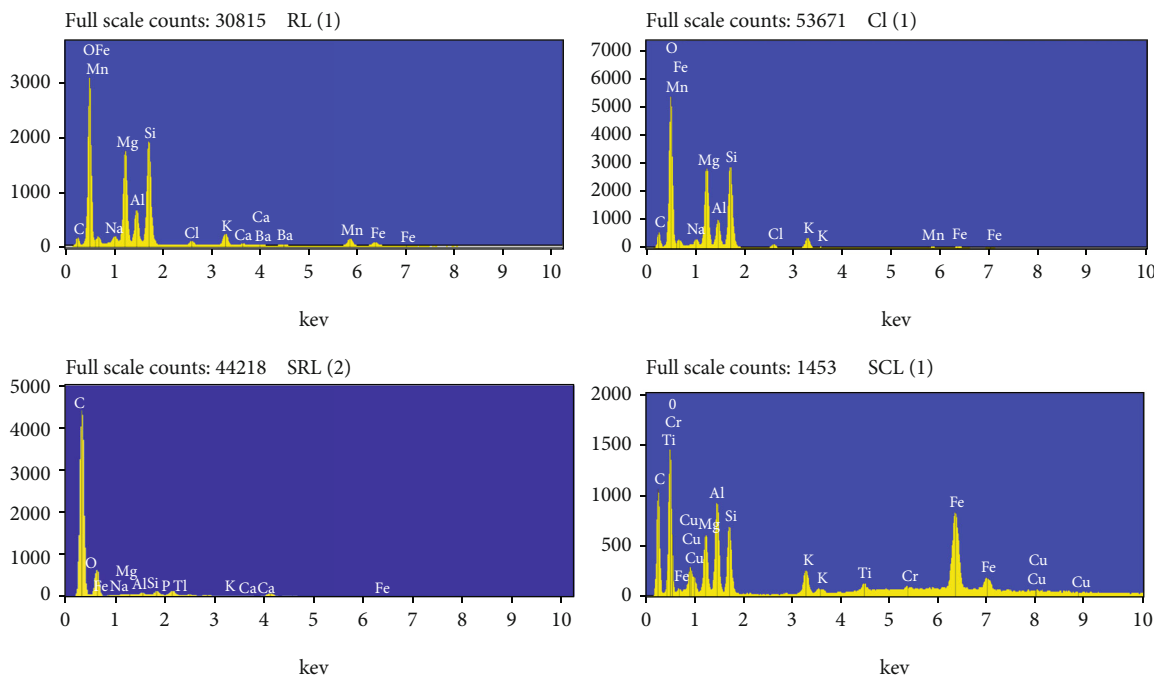 Full scale counts: 30815 RL (1)
3000
2000
1000
0
OFe
Mn
Mg
Si
Al
C
Na
Cl
K
Ca
Ca
Ba
Ba
Mn
Fe
Fe
0 1 2 3 4 5 6 7 8 9 10
kev
Full scale counts: 53671 Cl (1)
7000
6000
5000
4000
3000
2000
1000
0
O
Fe
Mn
Mg
Si
Al
C
Na
Cl
K
K
Mn
Fe
Fe
0 1 2 3 4 5 6 7 8 9 10
kev
Full scale counts: 44218 SRL (2)
5000
4000
3000
2000
1000
0
C
O
Fe
Na
Mg
Al
Si
P
Tl
K
Ca
Ca
Fe
0 1 2 3 4 5 6 7 8 9 10
kev
Full scale counts: 1453 SCL (1)
2000
1500
1000
500
0
0
Cr
Ti
C
Fe
Cu
Cu
Cu
Mg
Al
Si
K
K
Ti
Cr
Fe
Fe
Cu
Cu
Cu
0 1 2 3 4 5 6 7 8 9 10
kev